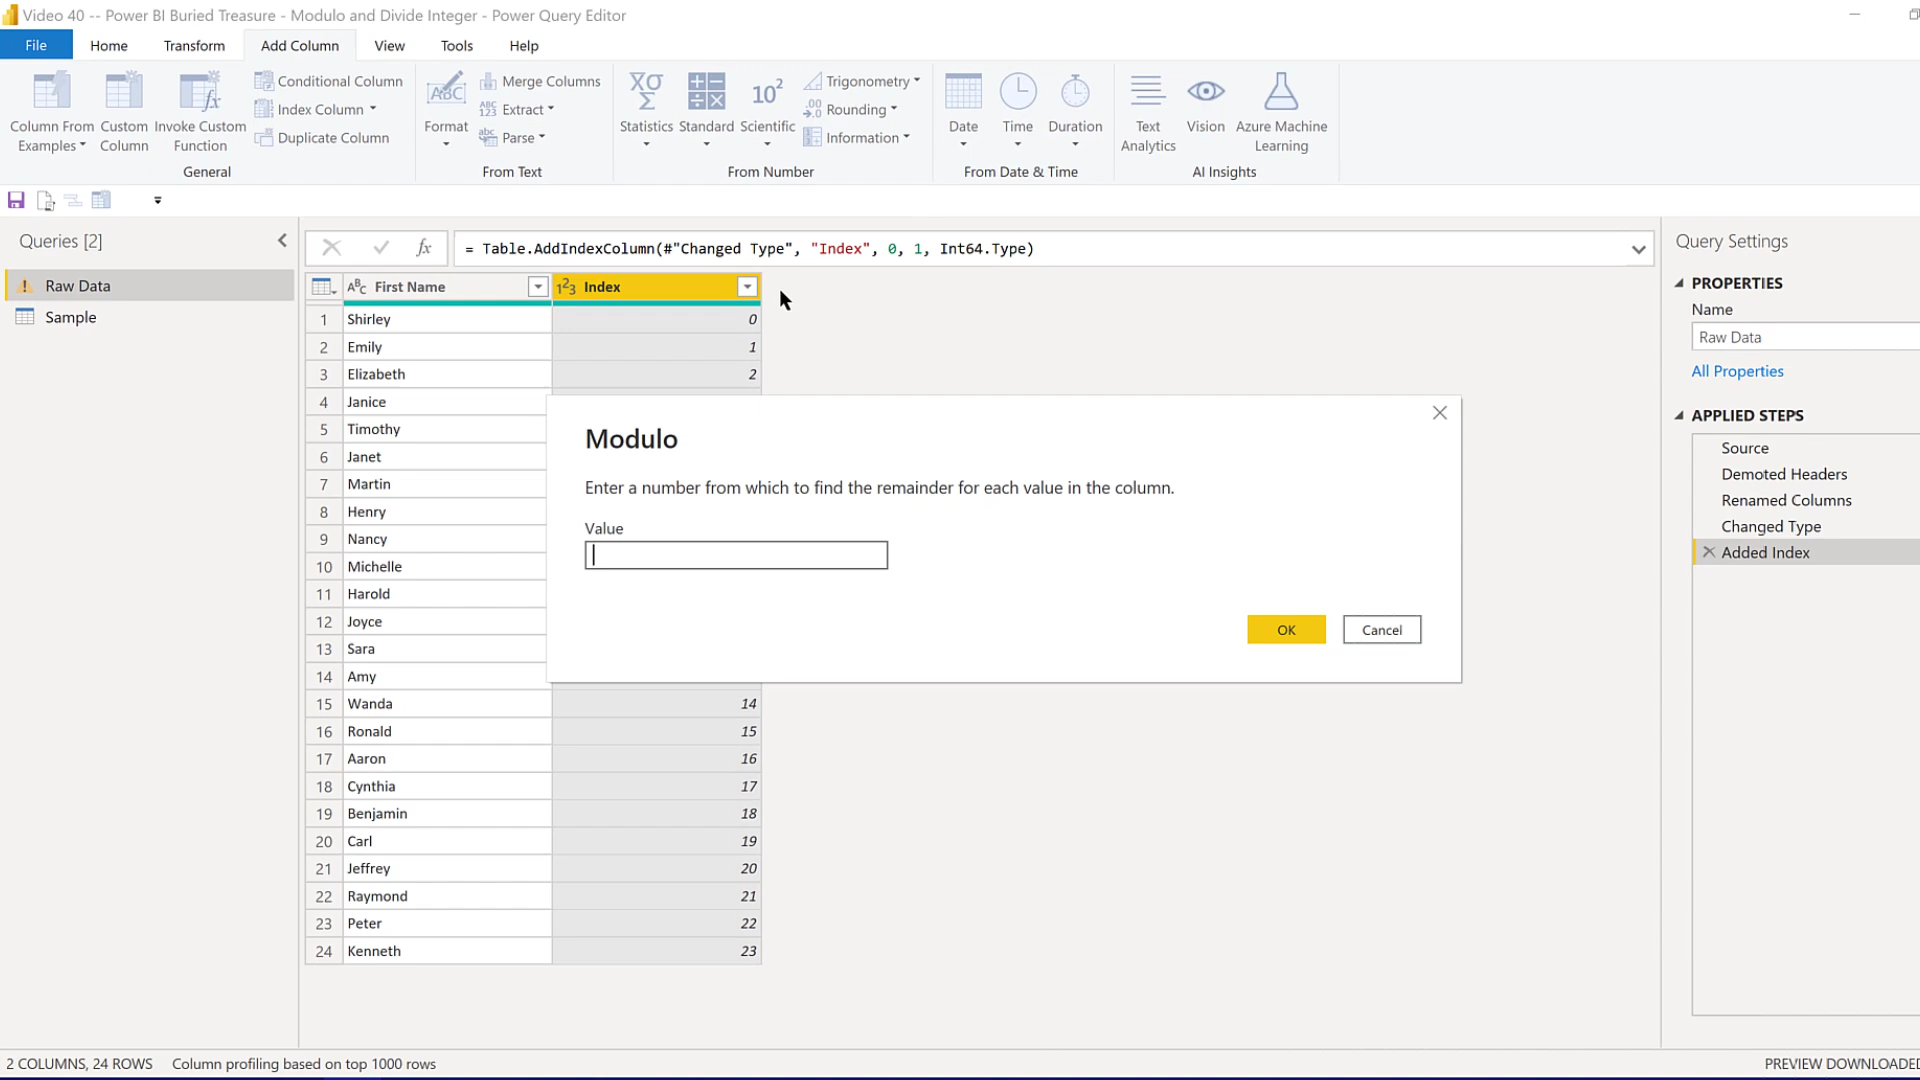 Video 40 -- Power BI Buried Treasure - Modulo and Divide Integer - Power Query Editor
File Home Transform Add Column View Tools Help
Column From Examples
Custom Column
Invoke Custom Function
Conditional Column
Index Column
Duplicate Column
General
ABC
Format
Merge Columns
ABC 123 Extract
abc Parse
From Text
XΟ Σ
Statistics
Standard
10²
Scientific
Trigonometry
.00 Rounding
Information
From Number
Date
Time
Duration
From Date & Time
Text Analytics
Vision
Azure Machine Learning
AI Insights
Queries [2]
Raw Data
Sample
fx = Table.AddIndexColumn(#"Changed Type", "Index", 0, 1, Int64.Type)
ABC First Name 123 Index
1 Shirley 0
2 Emily 1
3 Elizabeth 2
4 Janice
5 Timothy
6 Janet
7 Martin
8 Henry
9 Nancy
10 Michelle
11 Harold
12 Joyce
13 Sara
14 Amy
15 Wanda 14
16 Ronald 15
17 Aaron 16
18 Cynthia 17
19 Benjamin 18
20 Carl 19
21 Jeffrey 20
22 Raymond 21
23 Peter 22
24 Kenneth 23
Modulo
Enter a number from which to find the remainder for each value in the column.
Value
OK Cancel
Query Settings
PROPERTIES
Name
Raw Data
All Properties
APPLIED STEPS
Source
Demoted Headers
Renamed Columns
Changed Type
Added Index
2 COLUMNS, 24 ROWS Column profiling based on top 1000 rows PREVIEW DOWNLOADED